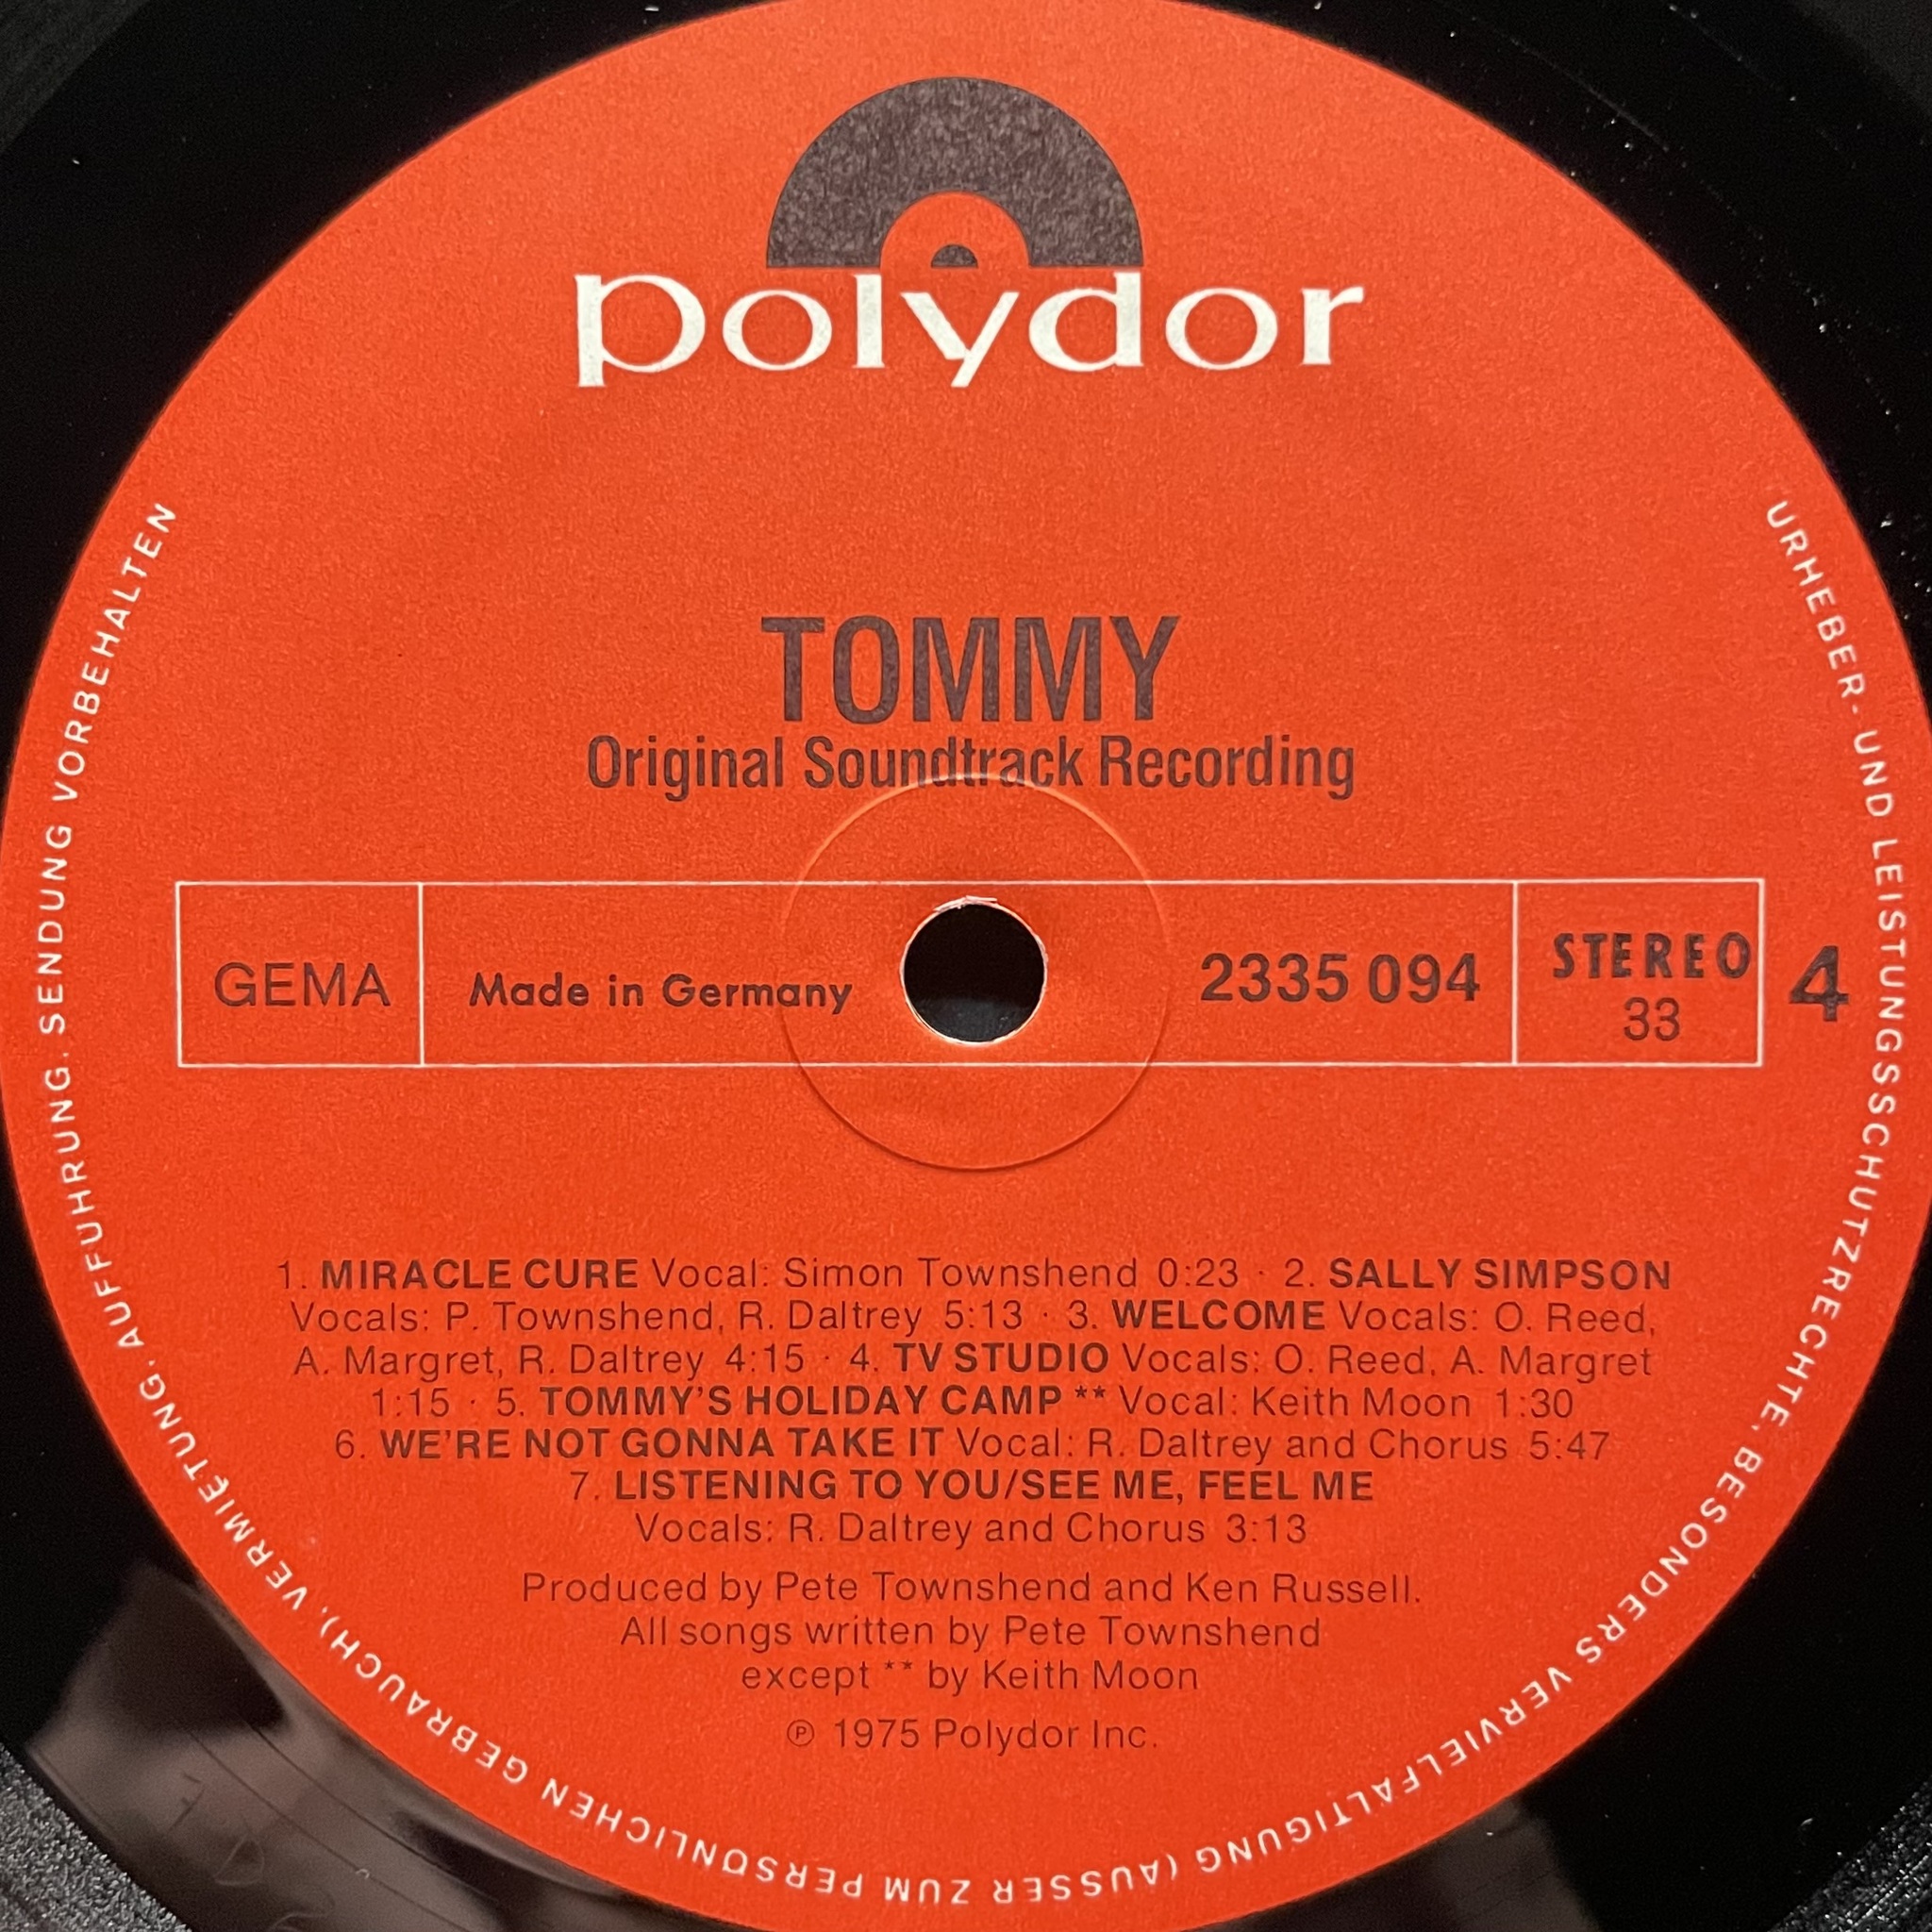 polydor
TOMMY
Original Soundtrack Recording
GEMA
Made in Germany
2335 094
STEREO
33
4
1. MIRACLE CURE Vocal: Simon Townshend 0:23 · 2. SALLY SIMPSON
Vocals: P. Townshend, R. Daltrey 5:13 · 3. WELCOME Vocals: O. Reed,
A. Margret, R. Daltrey 4:15 · 4. TV STUDIO Vocals: O. Reed, A. Margret
1:15 · 5. TOMMY'S HOLIDAY CAMP ** Vocal: Keith Moon 1:30
6. WE'RE NOT GONNA TAKE IT Vocal: R. Daltrey and Chorus 5:47
7. LISTENING TO YOU/SEE ME, FEEL ME
Vocals: R. Daltrey and Chorus 3:13
Produced by Pete Townshend and Ken Russell.
All songs written by Pete Townshend
except ** by Keith Moon
℗ 1975 Polydor Inc.
URHEBER- UND LEISTUNGSSCHUTZRECHTE, BESONDERS VERVIELFÄLTIGUNG (AUSSER ZUM PERSÖNLICHEN GEBRAUCH), VERMIETUNG, AUFFÜHRUNG, SENDUNG VORBEHALTEN